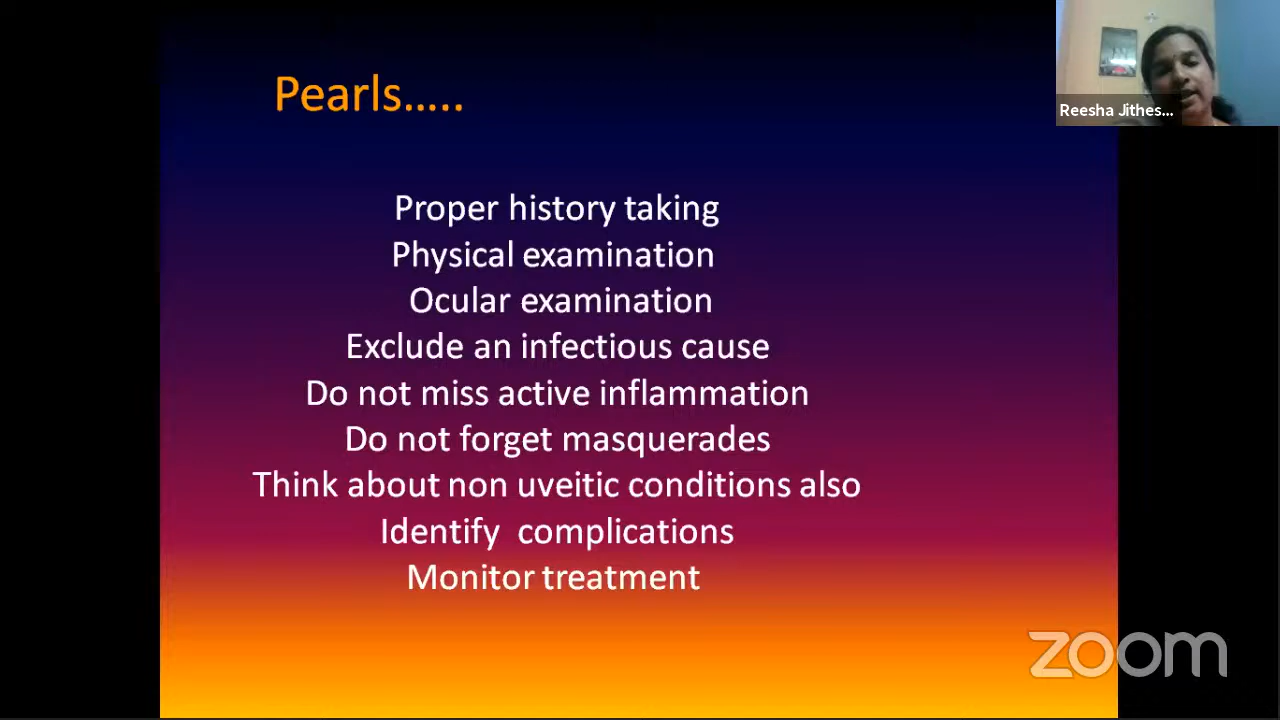 Pearls.....
Reesha Jithes...
Proper history taking
Physical examination
Ocular examination
Exclude an infectious cause
Do not miss active inflammation
Do not forget masquerades
Think about non uveitic conditions also
Identify  complications
Monitor treatment
zoom